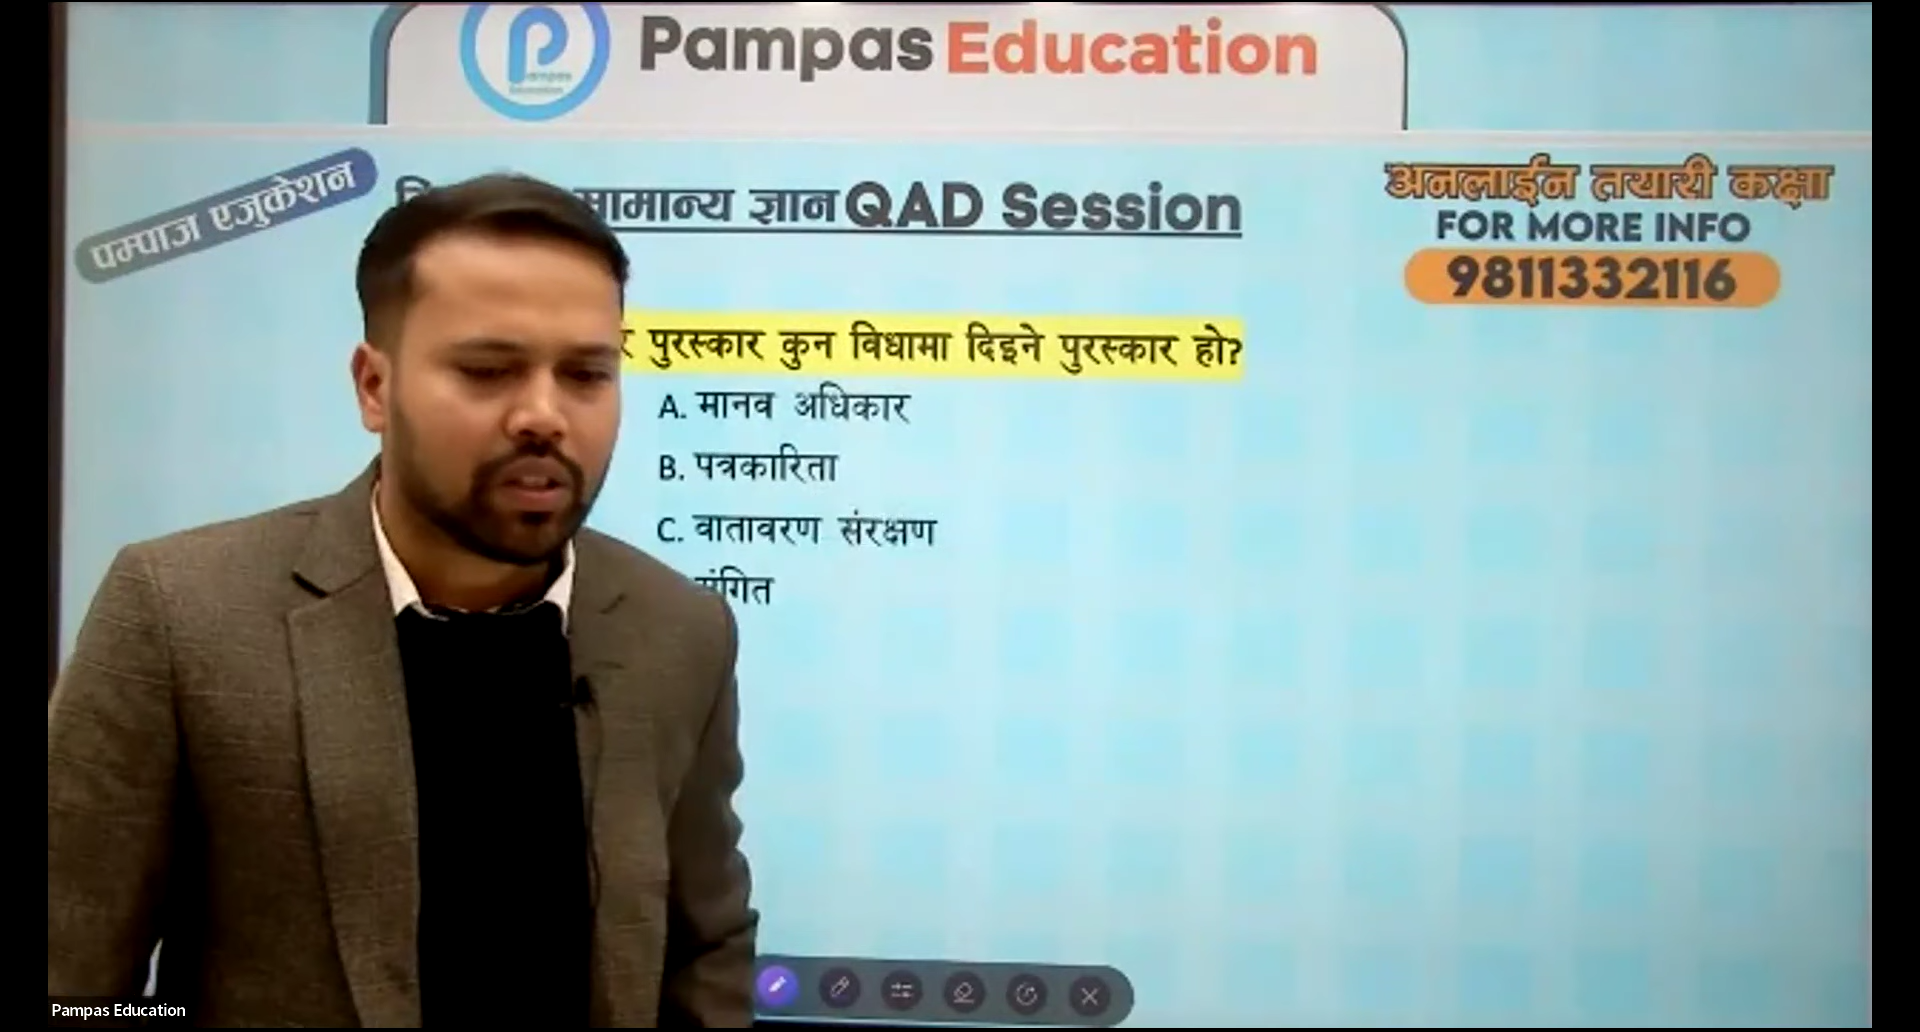 Pampas Education
पम्पाज एजुकेशन
सामान्य ज्ञान QAD Session
अनलाईन तयारी कक्षा
FOR MORE INFO
9811332116
पुरस्कार कुन विधामा दिइने पुरस्कार हो?
A. मानव अधिकार
B. पत्रकारिता
C. वातावरण संरक्षण
संगित
Pampas Education